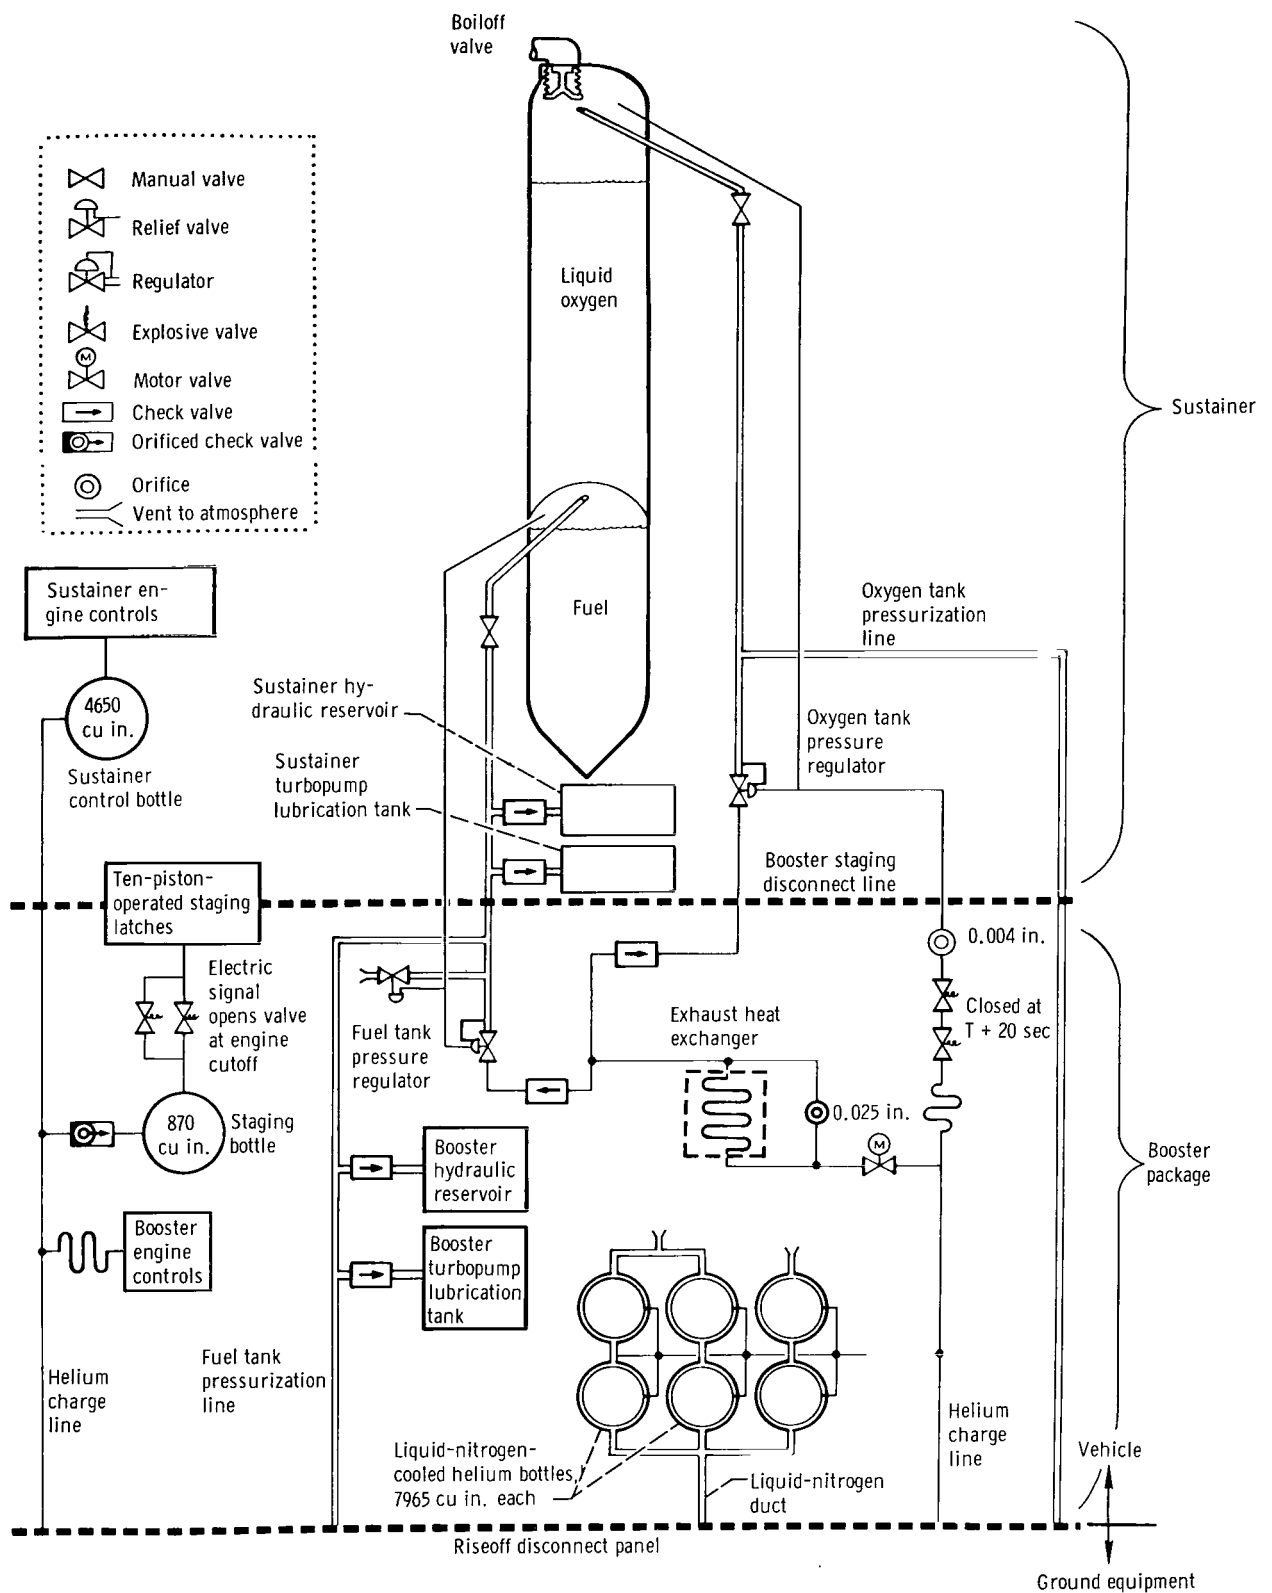 Boiloff
valve
Manual valve
Relief valve
Regulator
Explosive valve
M
Motor valve
Check valve
Orificed check valve
Orifice
Vent to atmosphere
Liquid
oxygen
Fuel
Sustainer
Sustainer en-
gine controls
4650
cu in.
Sustainer
control bottle
Sustainer hy-
draulic reservoir
Sustainer
turbopump
lubrication tank
Oxygen tank
pressurization
line
Oxygen tank
pressure
regulator
Booster staging
disconnect line
Ten-piston-
operated staging
latches
Electric
signal
opens valve
at engine
cutoff
870
cu in.
Staging
bottle
Booster
engine
controls
Helium
charge
line
Fuel tank
pressure
regulator
Fuel tank
pressurization
line
Booster
hydraulic
reservoir
Booster
turbopump
lubrication
tank
Exhaust heat
exchanger
0.004 in.
Closed at
T + 20 sec
0.025 in.
M
Booster
package
Liquid-nitrogen-
cooled helium bottles,
7965 cu in. each
Liquid-nitrogen
duct
Helium
charge
line
Vehicle
Riseoff disconnect panel
Ground equipment